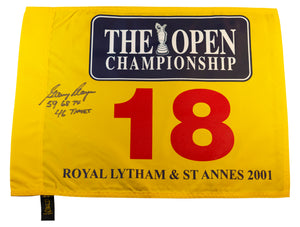 THE OPEN
CHAMPIONSHIP
Gary Player
59 68 74
46 TIMES
18
ROYAL LYTHAM & ST ANNES 2001